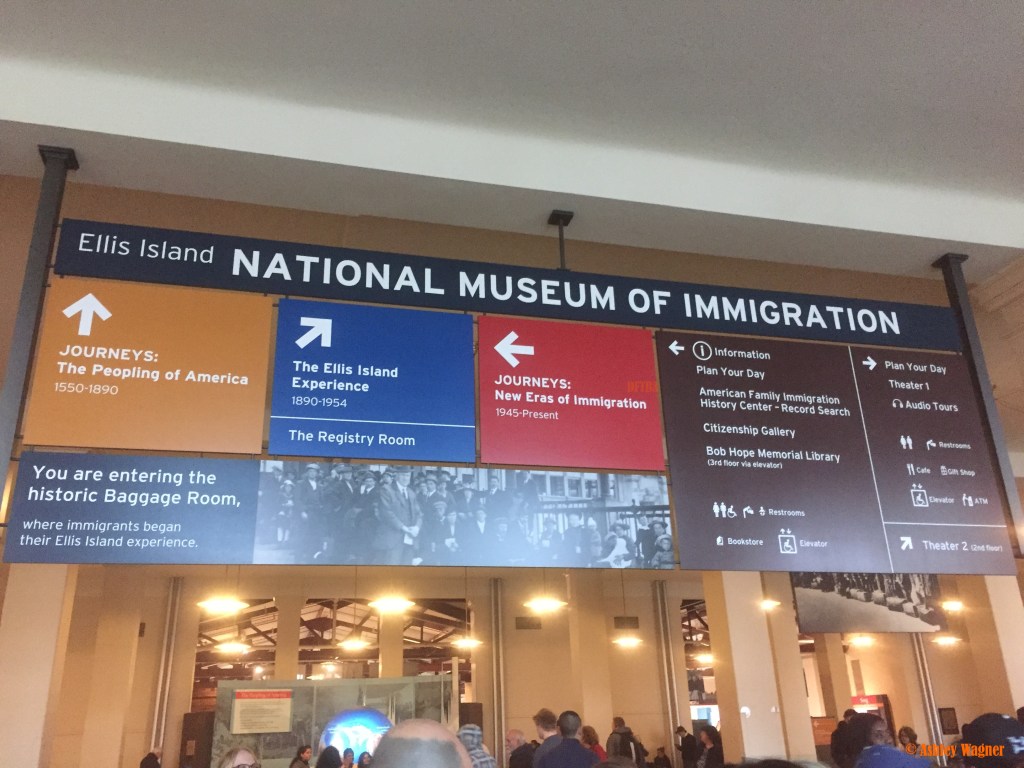 Ellis Island NATIONAL MUSEUM OF IMMIGRATION
JOURNEYS:
The Peopling of America
1550-1890
The Ellis Island
Experience
1890-1954
The Registry Room
JOURNEYS:
New Eras of Immigration
1945-Present
i Information
Plan Your Day
American Family Immigration
History Center – Record Search
Citizenship Gallery
Bob Hope Memorial Library
(3rd floor via elevator)
Restrooms
Bookstore
Elevator
Plan Your Day
Theater 1
Audio Tours
Restrooms
Cafe
Gift Shop
Elevator
ATM
Theater 2 (2nd floor)
You are entering the
historic Baggage Room,
where immigrants began
their Ellis Island experience.
The Peopling of America
© Ashley Wagner